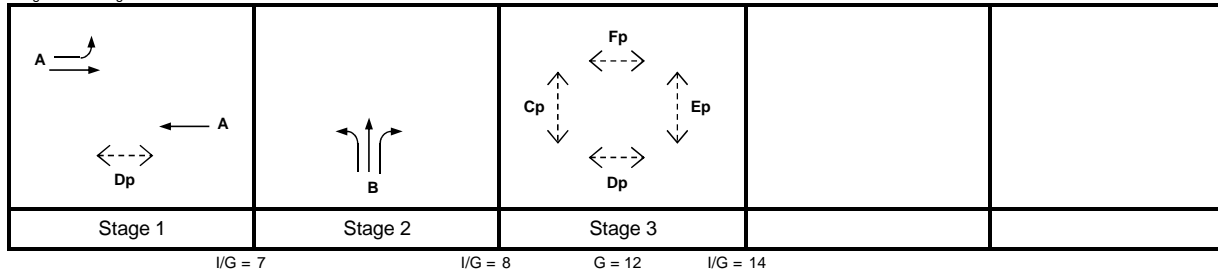 A
A
Dp
Stage 1
B
Stage 2
Fp
Cp
Ep
Dp
Stage 3
I/G = 7
I/G = 8
G = 12
I/G = 14